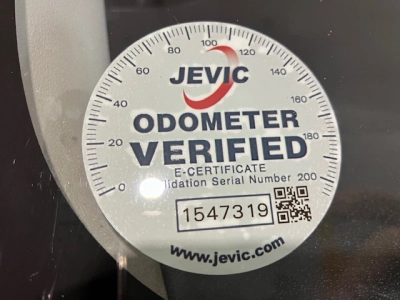 0 20 40 60 80 100 120 140 160 180 200
JEVIC
ODOMETER
VERIFIED
E-CERTIFICATE
lidation Serial Number
1547319
www.jevic.com